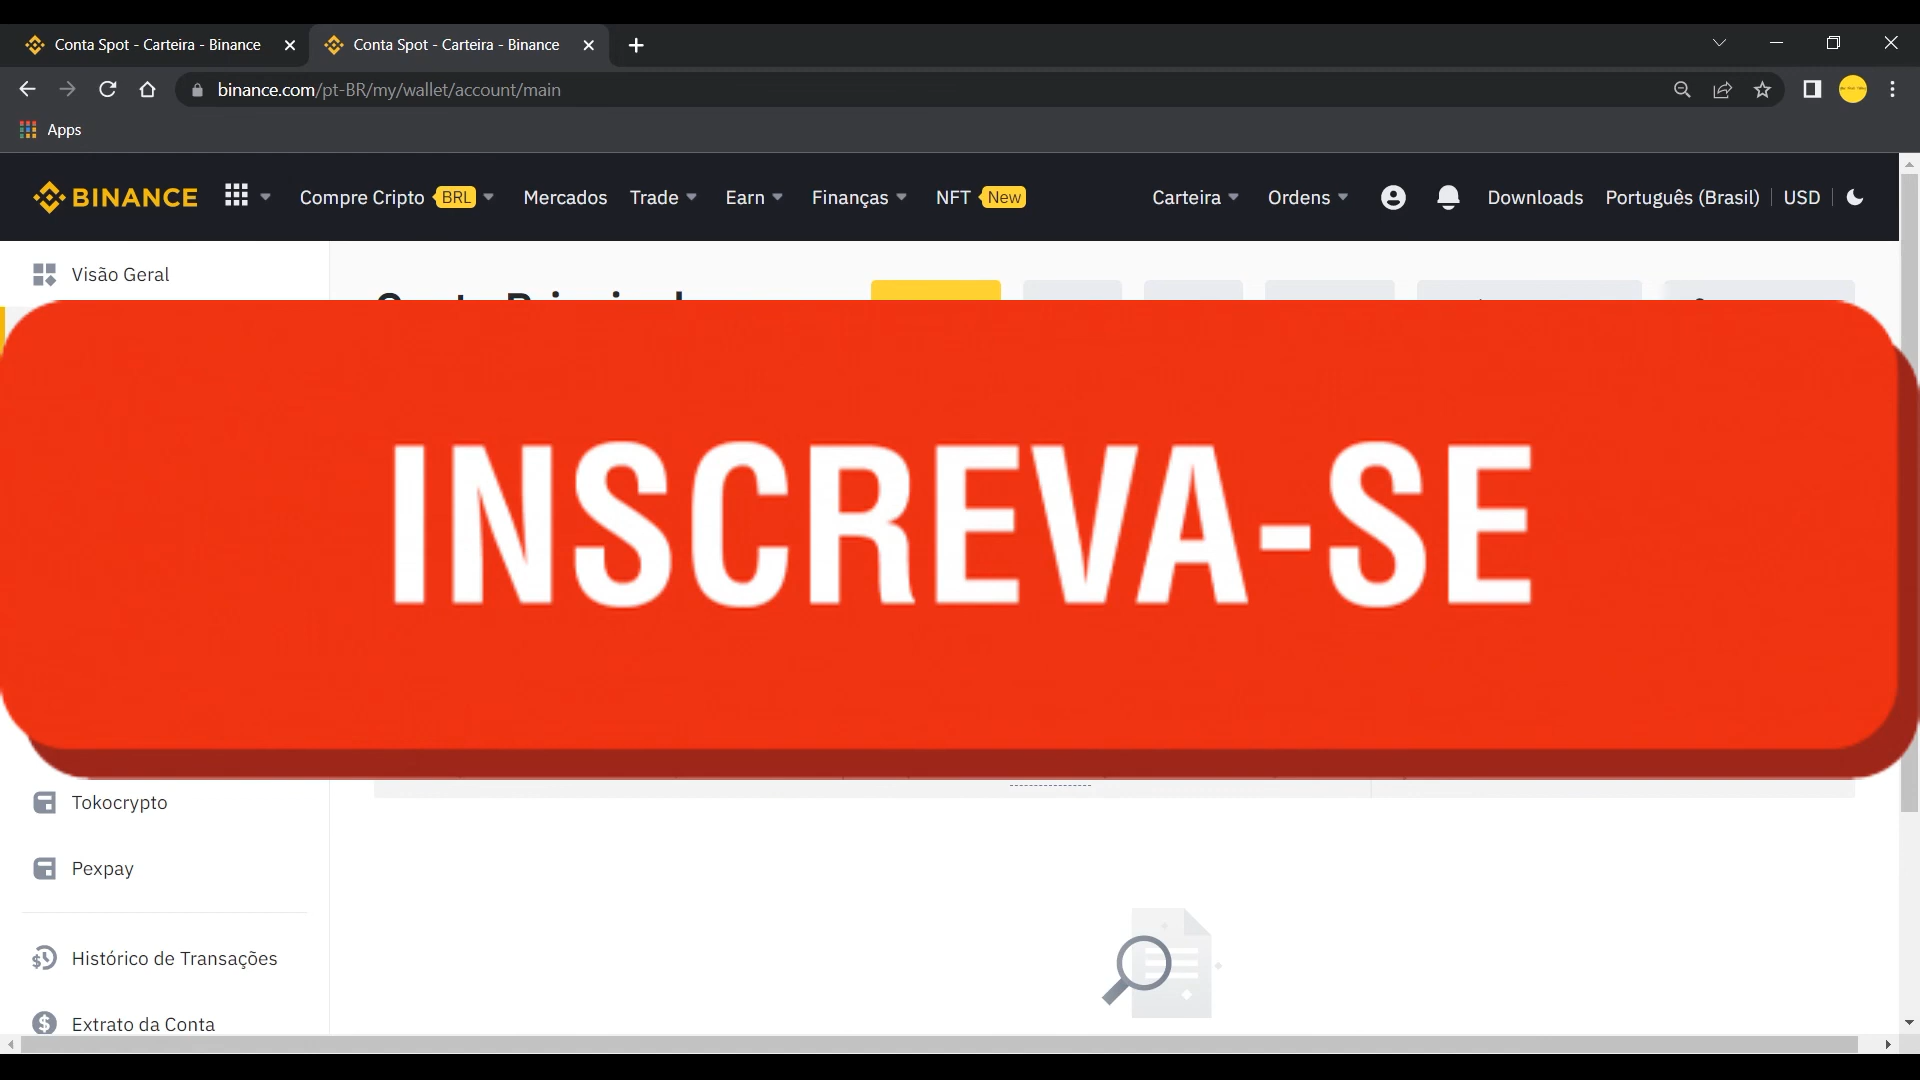 Conta Spot - Carteira - Binance
Conta Spot - Carteira - Binance
binance.com/pt-BR/my/wallet/account/main
Apps
BINANCE
Compre Cripto BRL
Mercados
Trade
Earn
Finanças
NFT New
Carteira
Ordens
Downloads
Português (Brasil)
USD
Visão Geral
INSCREVA-SE
Tokocrypto
Pexpay
Histórico de Transações
Extrato da Conta